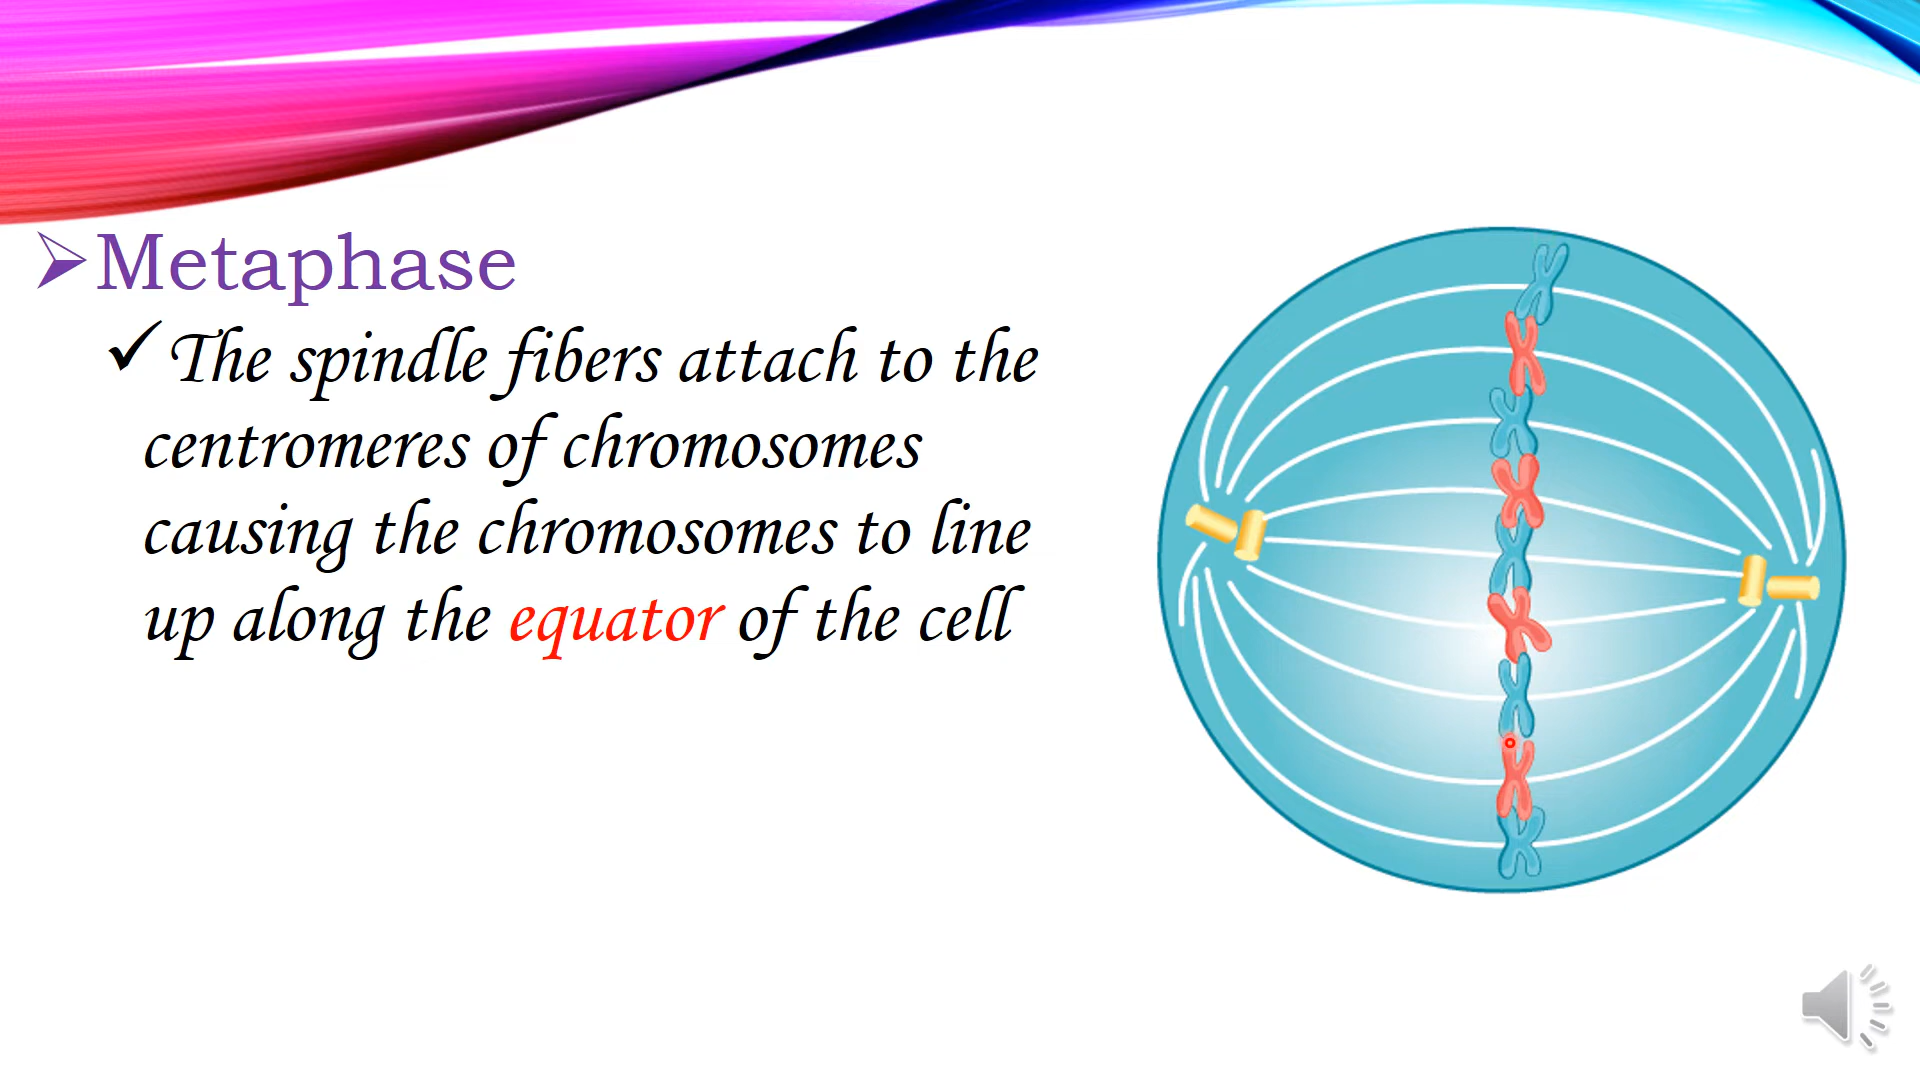 Metaphase
The spindle fibers attach to the
centromeres of chromosomes
causing the chromosomes to line
up along the equator of the cell